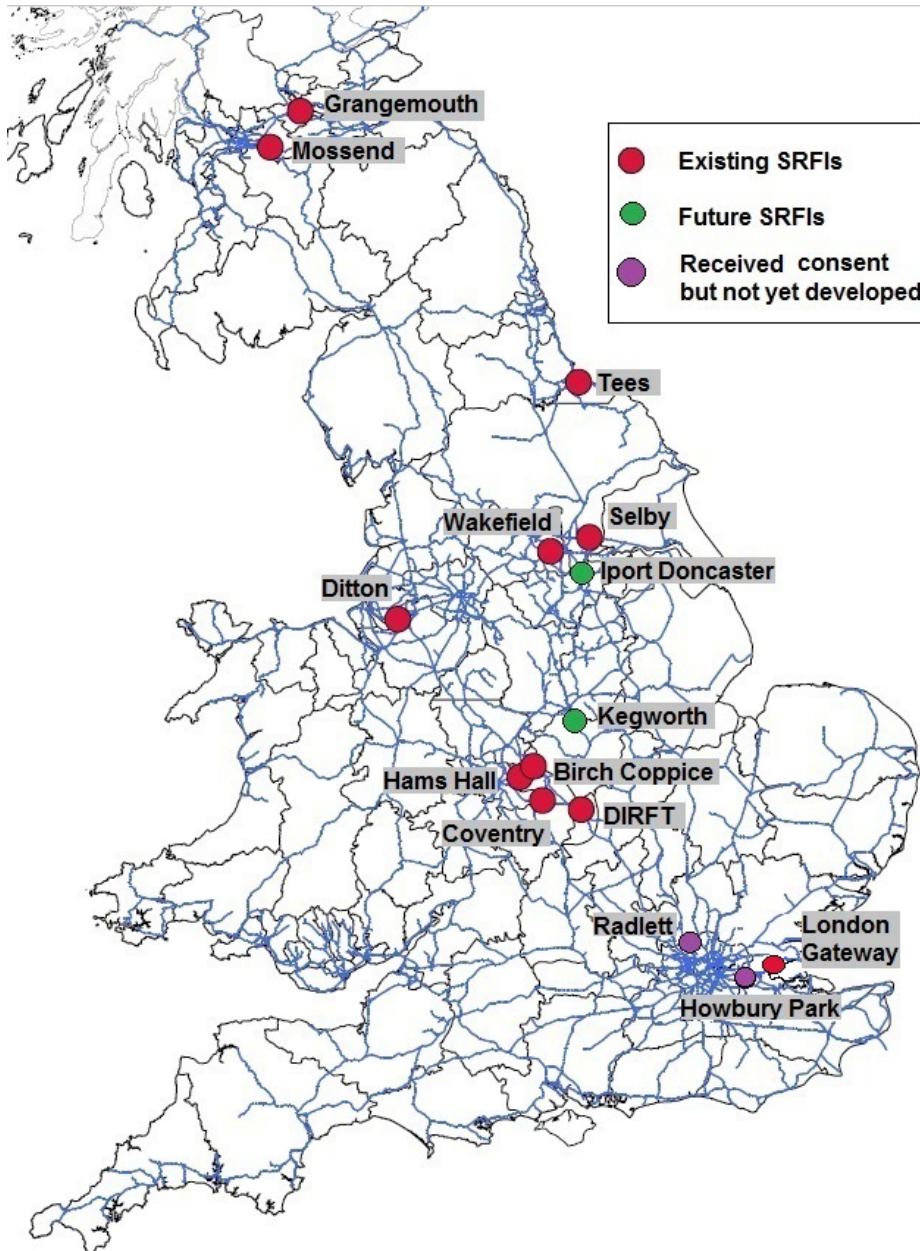 Grangemouth
Mossend
Existing SRFIs
Future SRFIs
Received consent
but not yet developed
Tees
Wakefield
Selby
Iport Doncaster
Ditton
Kegworth
Hams Hall
Birch Coppice
Coventry
DIRFT
Radlett
London
Gateway
Howbury Park